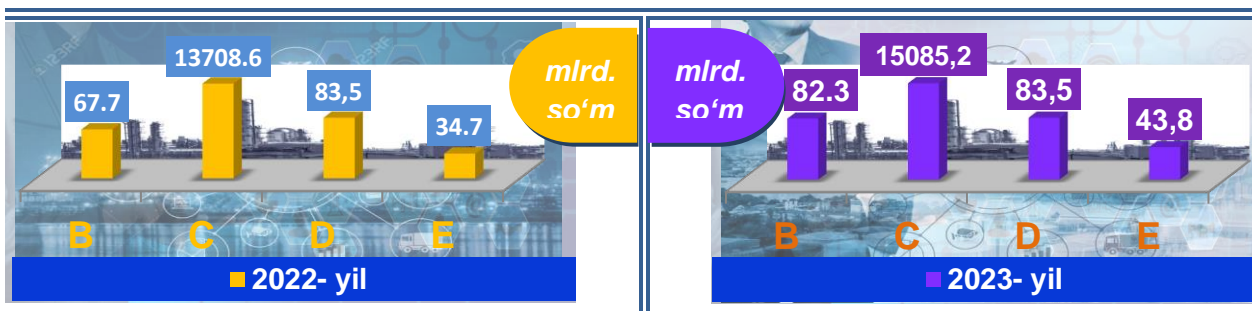 67.7
13708.6
83,5
34.7
mlrd.
so‘m
B
C
D
E
2022- yil
mlrd.
so‘m
82.3
15085,2
83,5
43,8
B
C
D
E
2023- yil
123RF